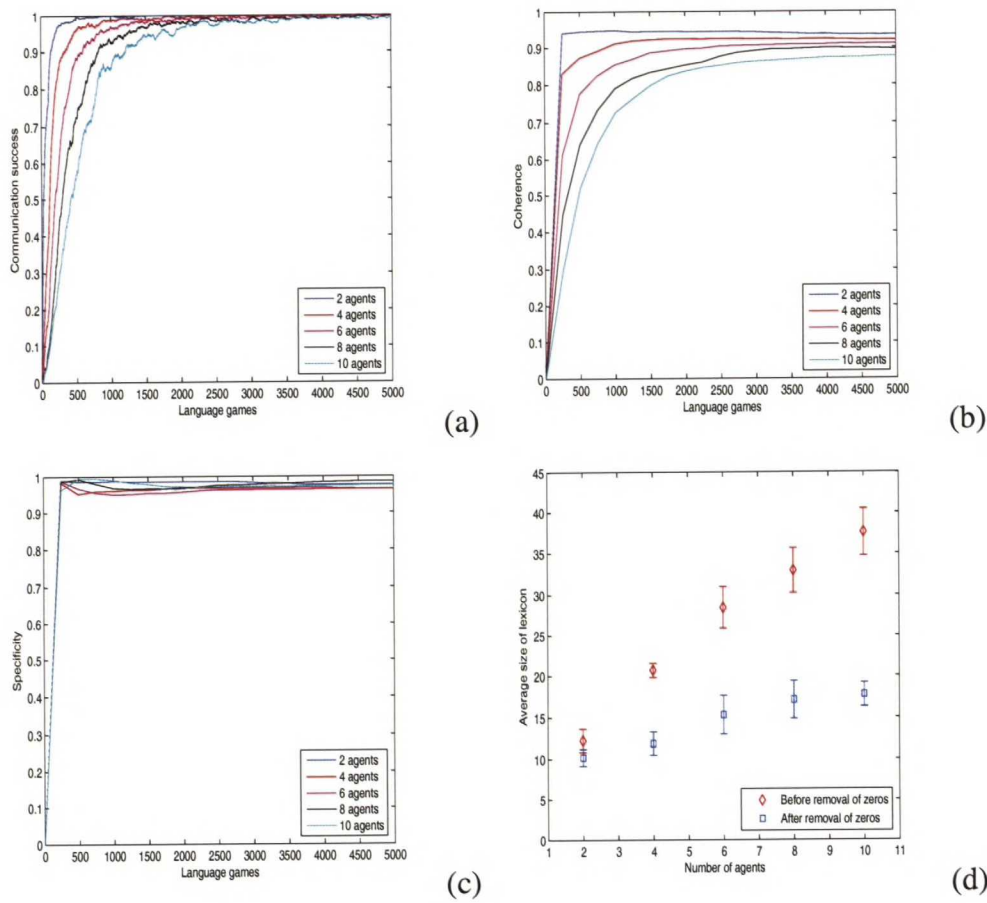 1
0.9
0.8
0.7
0.6
0.5
0.4
0.3
0.2
0.1
0
Communication success
2 agents
4 agents
6 agents
8 agents
10 agents
0 500 1000 1500 2000 2500 3000 3500 4000 4500 5000
Language games
(a)
1
0.9
0.8
0.7
0.6
0.5
0.4
0.3
0.2
0.1
0
Coherence
2 agents
4 agents
6 agents
8 agents
10 agents
0 500 1000 1500 2000 2500 3000 3500 4000 4500 5000
Language games
(b)
1
0.9
0.8
0.7
0.6
0.5
0.4
0.3
0.2
0.1
0
Specificity
2 agents
4 agents
6 agents
8 agents
10 agents
0 500 1000 1500 2000 2500 3000 3500 4000 4500 5000
Language games
(c)
45
40
35
30
25
20
15
10
5
0
Average size of lexicon
Before removal of zeros
After removal of zeros
1 2 3 4 5 6 7 8 9 10 11
Number of agents
(d)